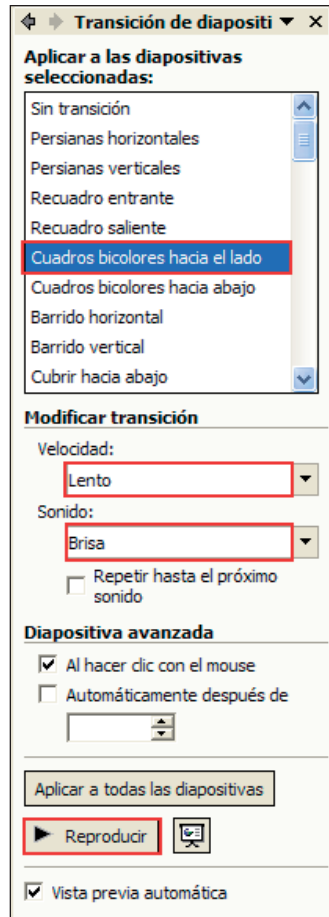 Transición de diapositi
Aplicar a las diapositivas
seleccionadas:
Sin transición
Persianas horizontales
Persianas verticales
Recuadro entrante
Recuadro saliente
Cuadros bicolores hacia el lado
Cuadros bicolores hacia abajo
Barrido horizontal
Barrido vertical
Cubrir hacia abajo
Modificar transición
Velocidad:
Lento
Sonido:
Brisa
Repetir hasta el próximo
sonido
Diapositiva avanzada
Al hacer clic con el mouse
Automáticamente después de
Aplicar a todas las diapositivas
Reproducir
Vista previa automática